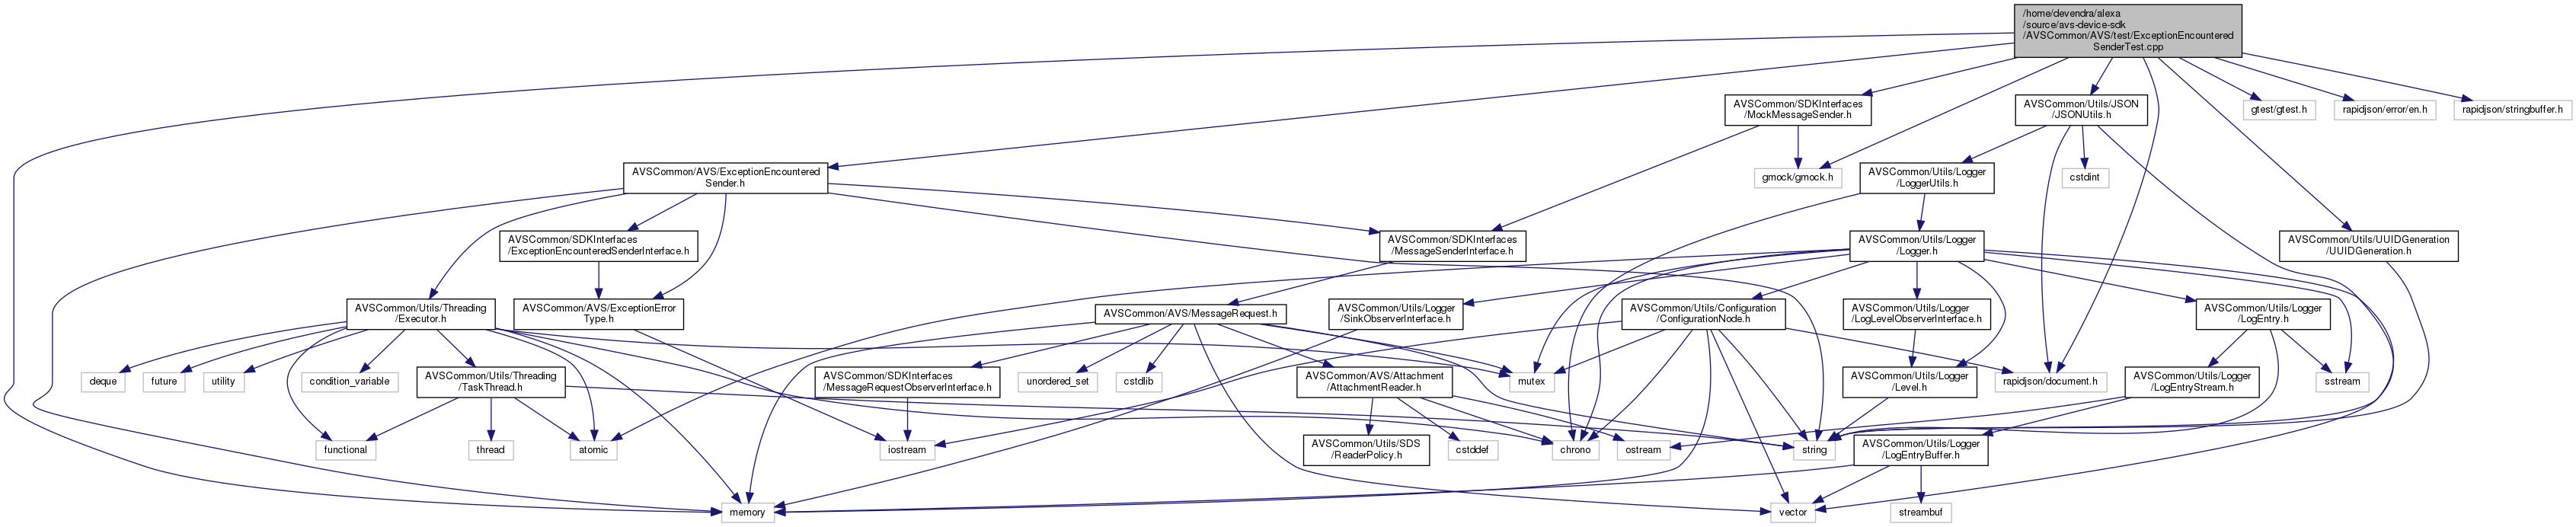 /home/devendra/alexa
/source/avs-device-sdk
/AVSCommon/AVS/test/ExceptionEncountered
SenderTest.cpp
AVSCommon/SDKInterfaces
/MockMessageSender.h
AVSCommon/Utils/JSON
/JSONUtils.h
gtest/gtest.h
rapidjson/error/en.h
rapidjson/stringbuffer.h
AVSCommon/AVS/ExceptionEncountered
Sender.h
gmock/gmock.h
AVSCommon/Utils/Logger
/LoggerUtils.h
cstdint
AVSCommon/SDKInterfaces
/ExceptionEncounteredSenderInterface.h
AVSCommon/SDKInterfaces
/MessageSenderInterface.h
AVSCommon/Utils/Logger
/Logger.h
AVSCommon/Utils/UUIDGeneration
/UUIDGeneration.h
AVSCommon/Utils/Threading
/Executor.h
AVSCommon/AVS/ExceptionError
Type.h
AVSCommon/Utils/Logger
/SinkObserverInterface.h
AVSCommon/AVS/MessageRequest.h
AVSCommon/Utils/Configuration
/ConfigurationNode.h
AVSCommon/Utils/Logger
/LogLevelObserverInterface.h
AVSCommon/Utils/Logger
/LogEntry.h
deque
future
utility
condition_variable
AVSCommon/Utils/Threading
/TaskThread.h
AVSCommon/SDKInterfaces
/MessageRequestObserverInterface.h
unordered_set
cstdlib
AVSCommon/AVS/Attachment
/AttachmentReader.h
mutex
AVSCommon/Utils/Logger
/Level.h
rapidjson/document.h
AVSCommon/Utils/Logger
/LogEntryStream.h
sstream
functional
thread
atomic
iostream
AVSCommon/Utils/SDS
/ReaderPolicy.h
cstddef
chrono
ostream
string
AVSCommon/Utils/Logger
/LogEntryBuffer.h
memory
vector
streambuf